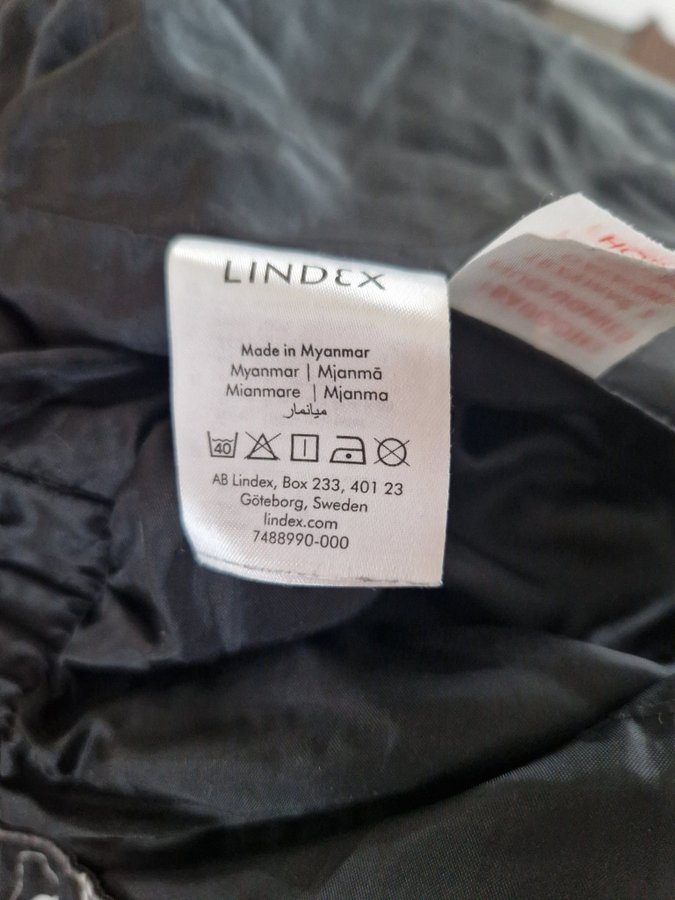 LINDEX
Made in Myanmar
Myanmar | Mjanmā
Mianmare | Mjanma
ميانمار
40
AB Lindex, Box 233, 401 23
Göteborg, Sweden
lindex.com
7488990-000